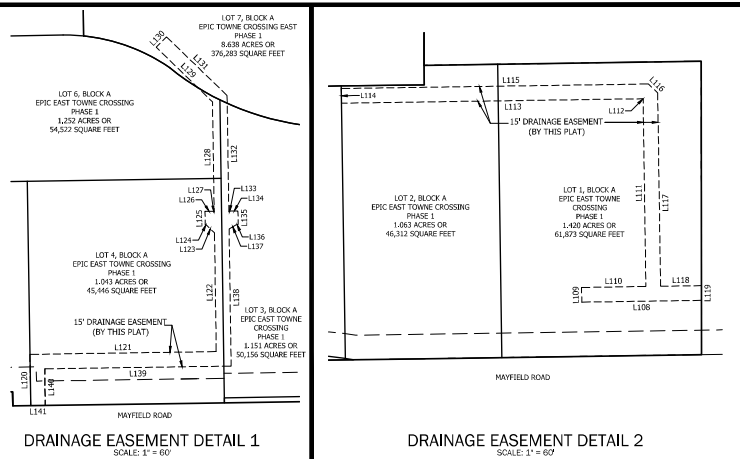 LOT 7, BLOCK A
EPIC TOWNE CROSSING EAST
PHASE 1
8.638 ACRES OR
376,283 SQUARE FEET
L130
L131
L129
LOT 6, BLOCK A
EPIC EAST TOWNE CROSSING
PHASE 1
1.252 ACRES OR
54,522 SQUARE FEET
L128
L132
L127
L133
L126
L134
L125
L135
L124
L136
L123
L137
LOT 4, BLOCK A
EPIC EAST TOWNE CROSSING
PHASE 1
1.043 ACRES OR
45,446 SQUARE FEET
L122
L138
LOT 3, BLOCK A
EPIC EAST TOWNE
CROSSING
PHASE 1
1.151 ACRES OR
50,156 SQUARE FEET
15' DRAINAGE EASEMENT
(BY THIS PLAT)
L121
L120
L139
L140
L141
MAYFIELD ROAD
DRAINAGE EASEMENT DETAIL 1
SCALE: 1" = 60'
L115
L116
L114
L113
L112
15' DRAINAGE EASEMENT
(BY THIS PLAT)
L111
L117
LOT 2, BLOCK A
EPIC EAST TOWNE CROSSING
PHASE 1
1.063 ACRES OR
46,312 SQUARE FEET
LOT 1, BLOCK A
EPIC EAST TOWNE
CROSSING
PHASE 1
1.420 ACRES OR
61,873 SQUARE FEET
L110
L118
L109
L119
L108
MAYFIELD ROAD
DRAINAGE EASEMENT DETAIL 2
SCALE: 1" = 60'